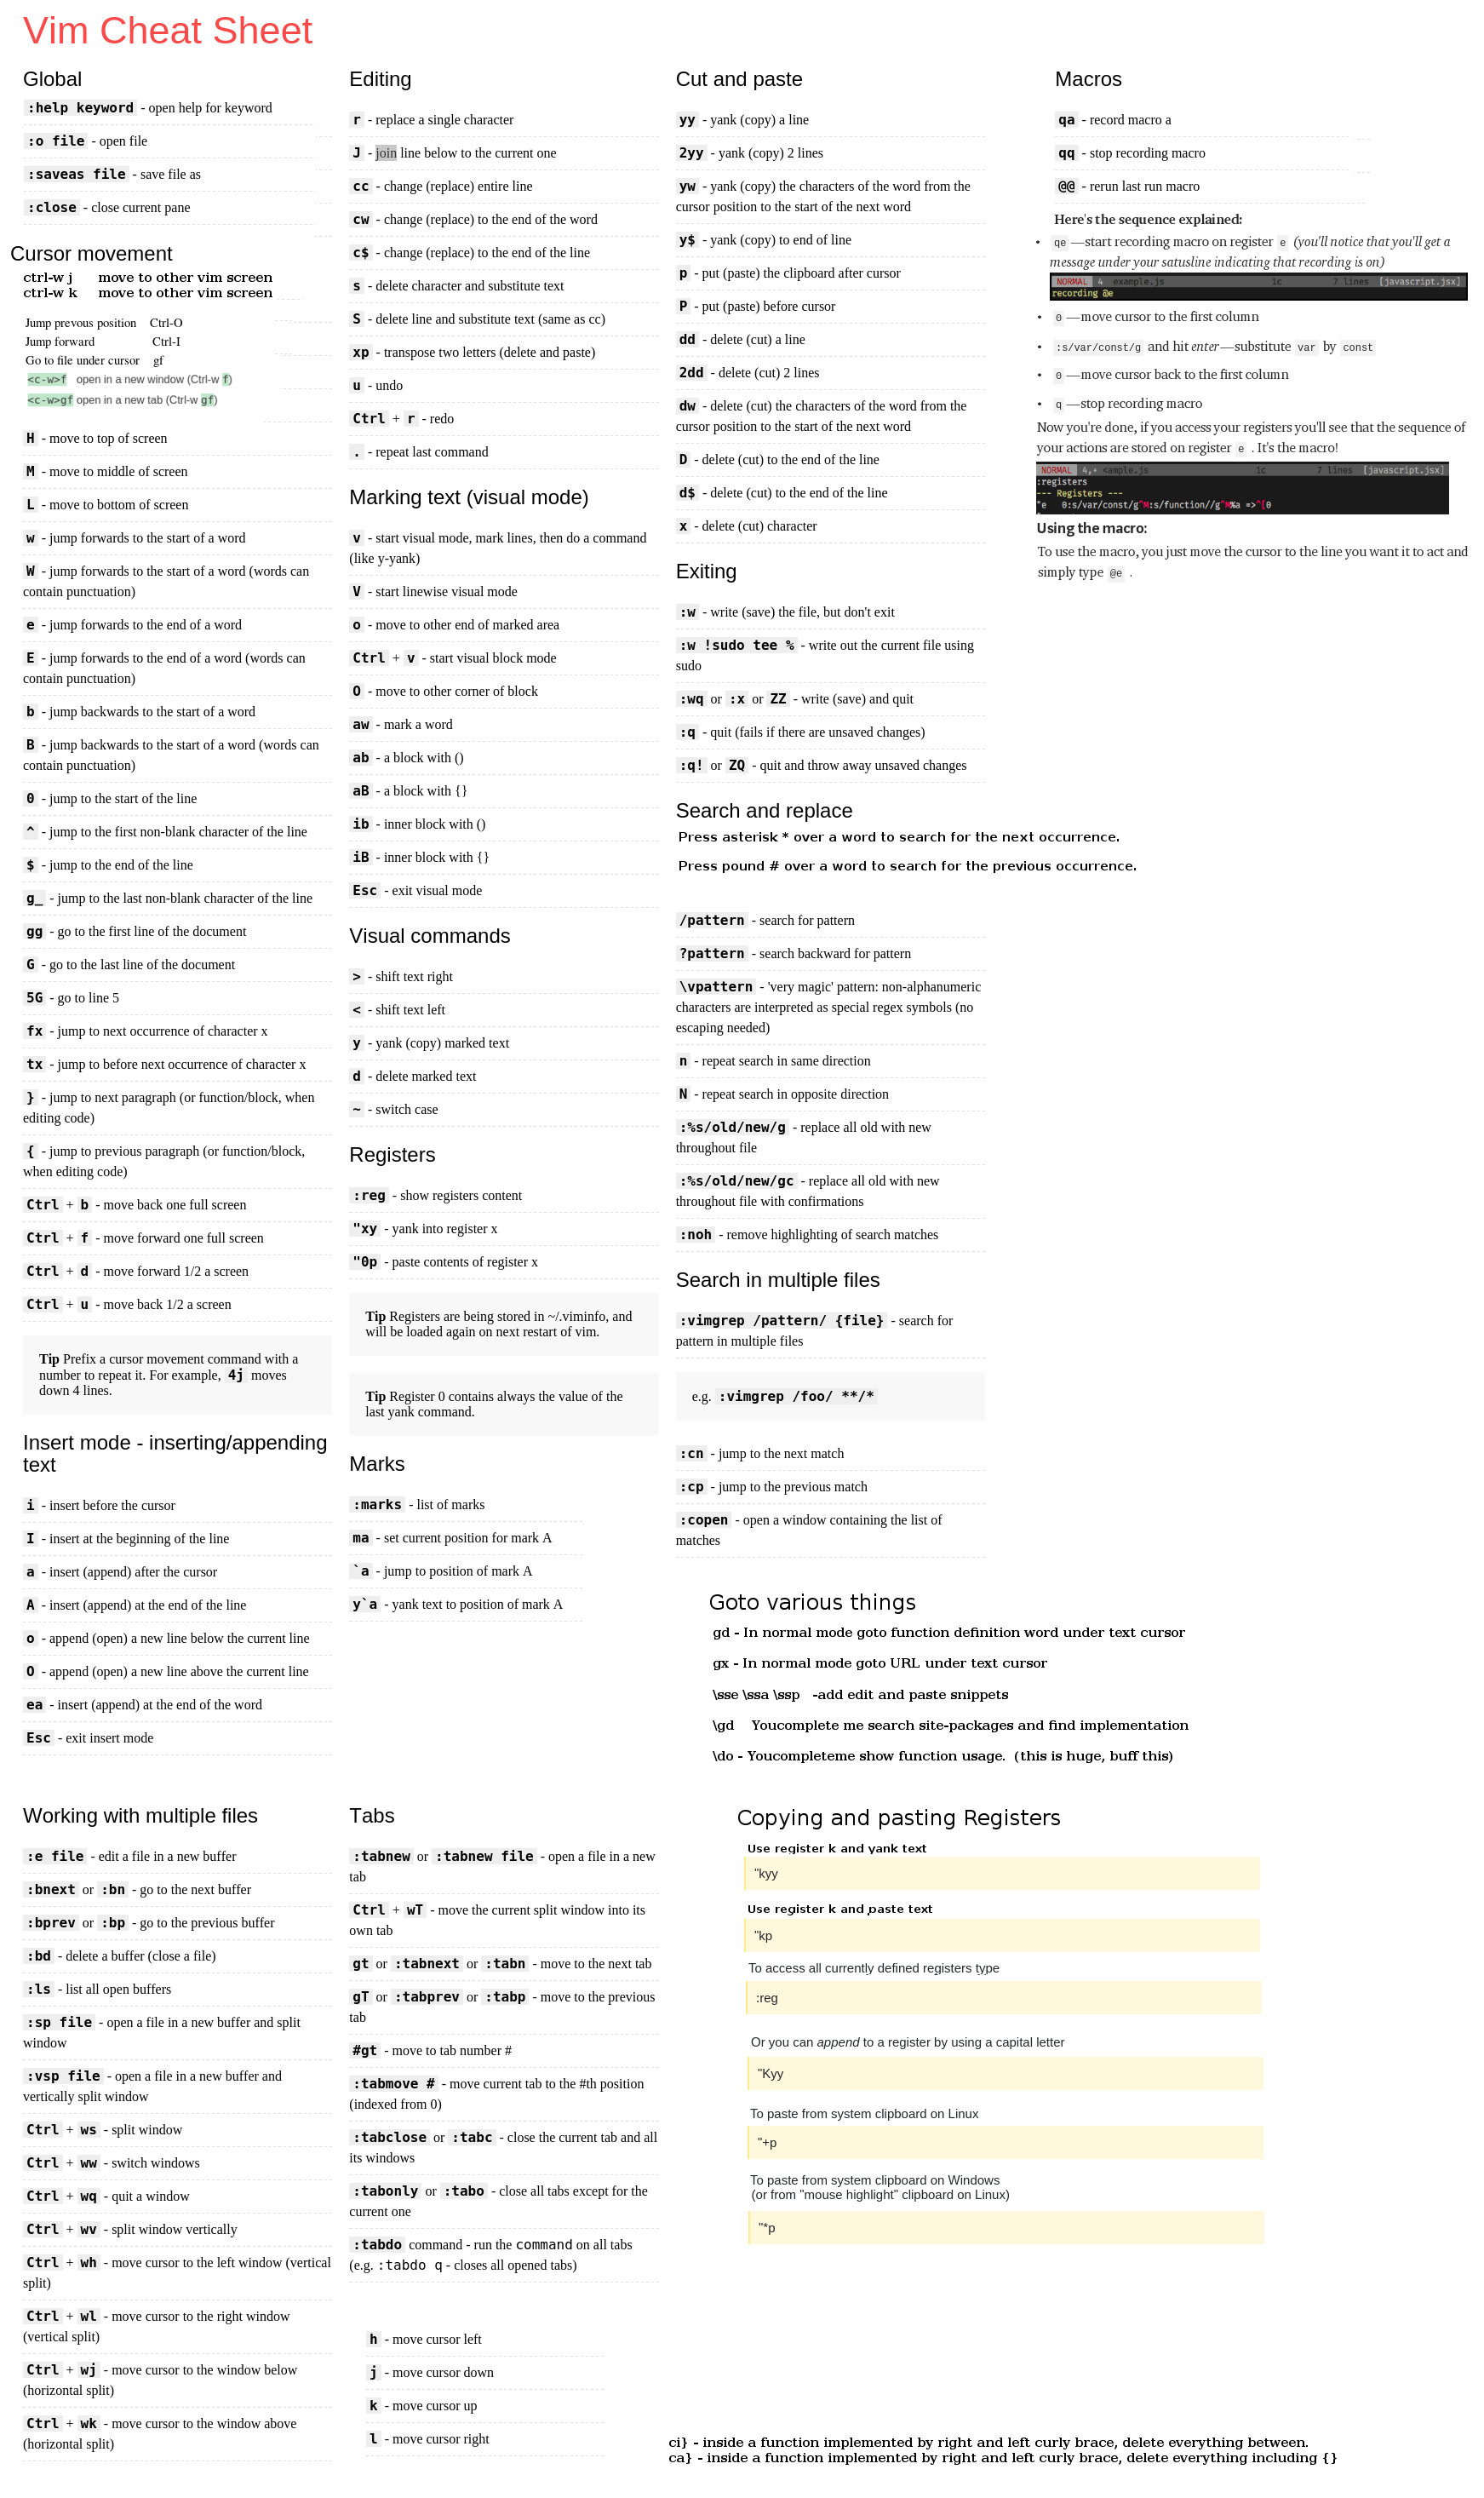 Vim Cheat Sheet
Global
:help keyword - open help for keyword
:o file - open file
:saveas file - save file as
:close - close current pane
Cursor movement
ctrl-w j move to other vim screen
ctrl-w k move to other vim screen
Jump prevous position Ctrl-O
Jump forward Ctrl-I
Go to file under cursor gf
<c-w>f open in a new window (Ctrl-w f)
<c-w>gf open in a new tab (Ctrl-w gf)
H - move to top of screen
M - move to middle of screen
L - move to bottom of screen
w - jump forwards to the start of a word
W - jump forwards to the start of a word (words can
contain punctuation)
e - jump forwards to the end of a word
E - jump forwards to the end of a word (words can
contain punctuation)
b - jump backwards to the start of a word
B - jump backwards to the start of a word (words can
contain punctuation)
0 - jump to the start of the line
^ - jump to the first non-blank character of the line
$ - jump to the end of the line
g_ - jump to the last non-blank character of the line
gg - go to the first line of the document
G - go to the last line of the document
5G - go to line 5
fx - jump to next occurrence of character x
tx - jump to before next occurrence of character x
} - jump to next paragraph (or function/block, when
editing code)
{ - jump to previous paragraph (or function/block,
when editing code)
Ctrl + b - move back one full screen
Ctrl + f - move forward one full screen
Ctrl + d - move forward 1/2 a screen
Ctrl + u - move back 1/2 a screen
Tip Prefix a cursor movement command with a
number to repeat it. For example, 4j moves
down 4 lines.
Insert mode - inserting/appending
text
i - insert before the cursor
I - insert at the beginning of the line
a - insert (append) after the cursor
A - insert (append) at the end of the line
o - append (open) a new line below the current line
O - append (open) a new line above the current line
ea - insert (append) at the end of the word
Esc - exit insert mode
Editing
r - replace a single character
J - join line below to the current one
cc - change (replace) entire line
cw - change (replace) to the end of the word
c$ - change (replace) to the end of the line
s - delete character and substitute text
S - delete line and substitute text (same as cc)
xp - transpose two letters (delete and paste)
u - undo
Ctrl + r - redo
. - repeat last command
Marking text (visual mode)
v - start visual mode, mark lines, then do a command
(like y-yank)
V - start linewise visual mode
o - move to other end of marked area
Ctrl + v - start visual block mode
O - move to other corner of block
aw - mark a word
ab - a block with ()
aB - a block with {}
ib - inner block with ()
iB - inner block with {}
Esc - exit visual mode
Visual commands
> - shift text right
< - shift text left
y - yank (copy) marked text
d - delete marked text
~ - switch case
Registers
:reg - show registers content
"xy - yank into register x
"0p - paste contents of register x
Tip Registers are being stored in ~/.viminfo, and
will be loaded again on next restart of vim.
Tip Register 0 contains always the value of the
last yank command.
Marks
:marks - list of marks
ma - set current position for mark A
`a - jump to position of mark A
y`a - yank text to position of mark A
Cut and paste
yy - yank (copy) a line
2yy - yank (copy) 2 lines
yw - yank (copy) the characters of the word from the
cursor position to the start of the next word
y$ - yank (copy) to end of line
p - put (paste) the clipboard after cursor
P - put (paste) before cursor
dd - delete (cut) a line
2dd - delete (cut) 2 lines
dw - delete (cut) the characters of the word from the
cursor position to the start of the next word
D - delete (cut) to the end of the line
d$ - delete (cut) to the end of the line
x - delete (cut) character
Exiting
:w - write (save) the file, but don't exit
:w !sudo tee % - write out the current file using
sudo
:wq or :x or ZZ - write (save) and quit
:q - quit (fails if there are unsaved changes)
:q! or ZQ - quit and throw away unsaved changes
Search and replace
Press asterisk * over a word to search for the next occurrence.
Press pound # over a word to search for the previous occurrence.
/pattern - search for pattern
?pattern - search backward for pattern
\vpattern - 'very magic' pattern: non-alphanumeric
characters are interpreted as special regex symbols (no
escaping needed)
n - repeat search in same direction
N - repeat search in opposite direction
:%s/old/new/g - replace all old with new
throughout file
:%s/old/new/gc - replace all old with new
throughout file with confirmations
:noh - remove highlighting of search matches
Search in multiple files
:vimgrep /pattern/ {file} - search for
pattern in multiple files
e.g. :vimgrep /foo/ **/*
:cn - jump to the next match
:cp - jump to the previous match
:copen - open a window containing the list of
matches
Macros
qa - record macro a
qq - stop recording macro
@@ - rerun last run macro
Here's the sequence explained:
• qe —start recording macro on register e (you'll notice that you'll get a
message under your satusline indicating that recording is on)
NORMAL 4 example.js 1c 7 lines [javascript.jsx]
recording @e
• 0 —move cursor to the first column
• :s/var/const/g and hit enter—substitute var by const
• 0 —move cursor back to the first column
• q —stop recording macro
Now you're done, if you access your registers you'll see that the sequence of
your actions are stored on register e . It's the macro!
NORMAL 4,+ <ample.js 1c 7 lines [javascript.jsx]
:registers
--- Registers ---
"e 0:s/var/const/g^M:s/function//g^M%a =>^[0
Using the macro:
To use the macro, you just move the cursor to the line you want it to act and
simply type @e .
Goto various things
gd - In normal mode goto function definition word under text cursor
gx - In normal mode goto URL under text cursor
\sse \ssa \ssp -add edit and paste snippets
\gd Youcomplete me search site-packages and find implementation
\do - Youcompleteme show function usage. (this is huge, buff this)
Working with multiple files
:e file - edit a file in a new buffer
:bnext or :bn - go to the next buffer
:bprev or :bp - go to the previous buffer
:bd - delete a buffer (close a file)
:ls - list all open buffers
:sp file - open a file in a new buffer and split
window
:vsp file - open a file in a new buffer and
vertically split window
Ctrl + ws - split window
Ctrl + ww - switch windows
Ctrl + wq - quit a window
Ctrl + wv - split window vertically
Ctrl + wh - move cursor to the left window (vertical
split)
Ctrl + wl - move cursor to the right window
(vertical split)
Ctrl + wj - move cursor to the window below
(horizontal split)
Ctrl + wk - move cursor to the window above
(horizontal split)
Tabs
:tabnew or :tabnew file - open a file in a new
tab
Ctrl + wT - move the current split window into its
own tab
gt or :tabnext or :tabn - move to the next tab
gT or :tabprev or :tabp - move to the previous
tab
#gt - move to tab number #
:tabmove # - move current tab to the #th position
(indexed from 0)
:tabclose or :tabc - close the current tab and all
its windows
:tabonly or :tabo - close all tabs except for the
current one
:tabdo command - run the command on all tabs
(e.g. :tabdo q - closes all opened tabs)
h - move cursor left
j - move cursor down
k - move cursor up
l - move cursor right
Copying and pasting Registers
Use register k and yank text
"kyy
Use register k and paste text
"kp
To access all currently defined registers type
:reg
Or you can append to a register by using a capital letter
"Kyy
To paste from system clipboard on Linux
"+p
To paste from system clipboard on Windows
(or from "mouse highlight" clipboard on Linux)
"*p
ci} - inside a function implemented by right and left curly brace, delete everything between.
ca} - inside a function implemented by right and left curly brace, delete everything including {}